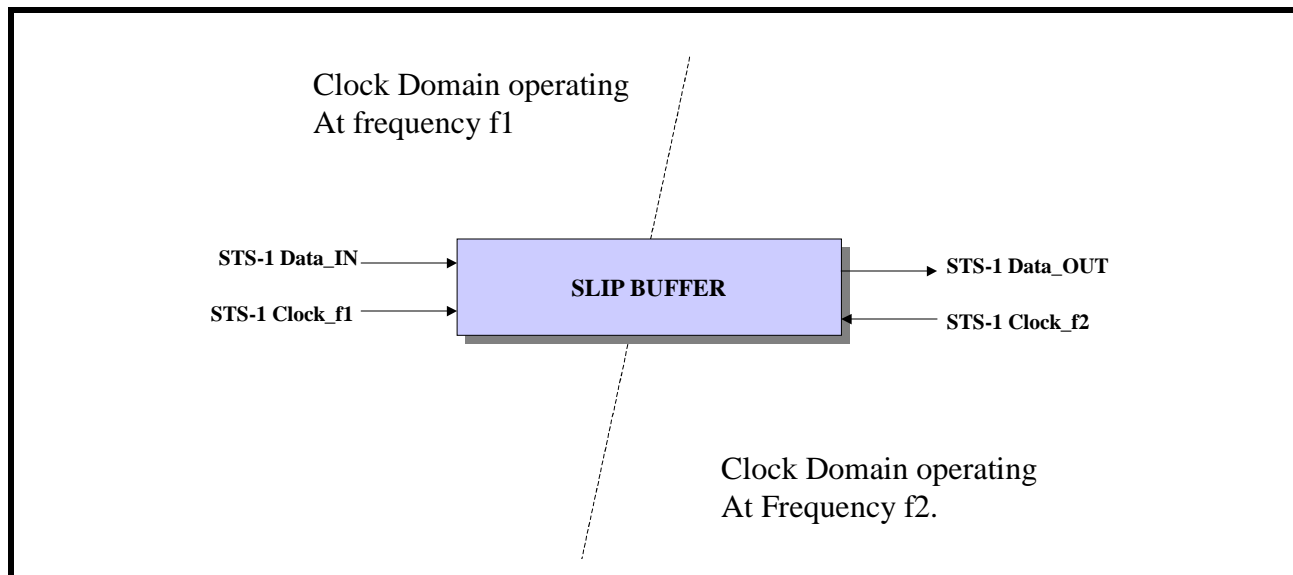 Clock Domain operating
At frequency f1
STS-1 Data_IN
STS-1 Clock_f1
SLIP BUFFER
STS-1 Data_OUT
STS-1 Clock_f2
Clock Domain operating
At Frequency f2.